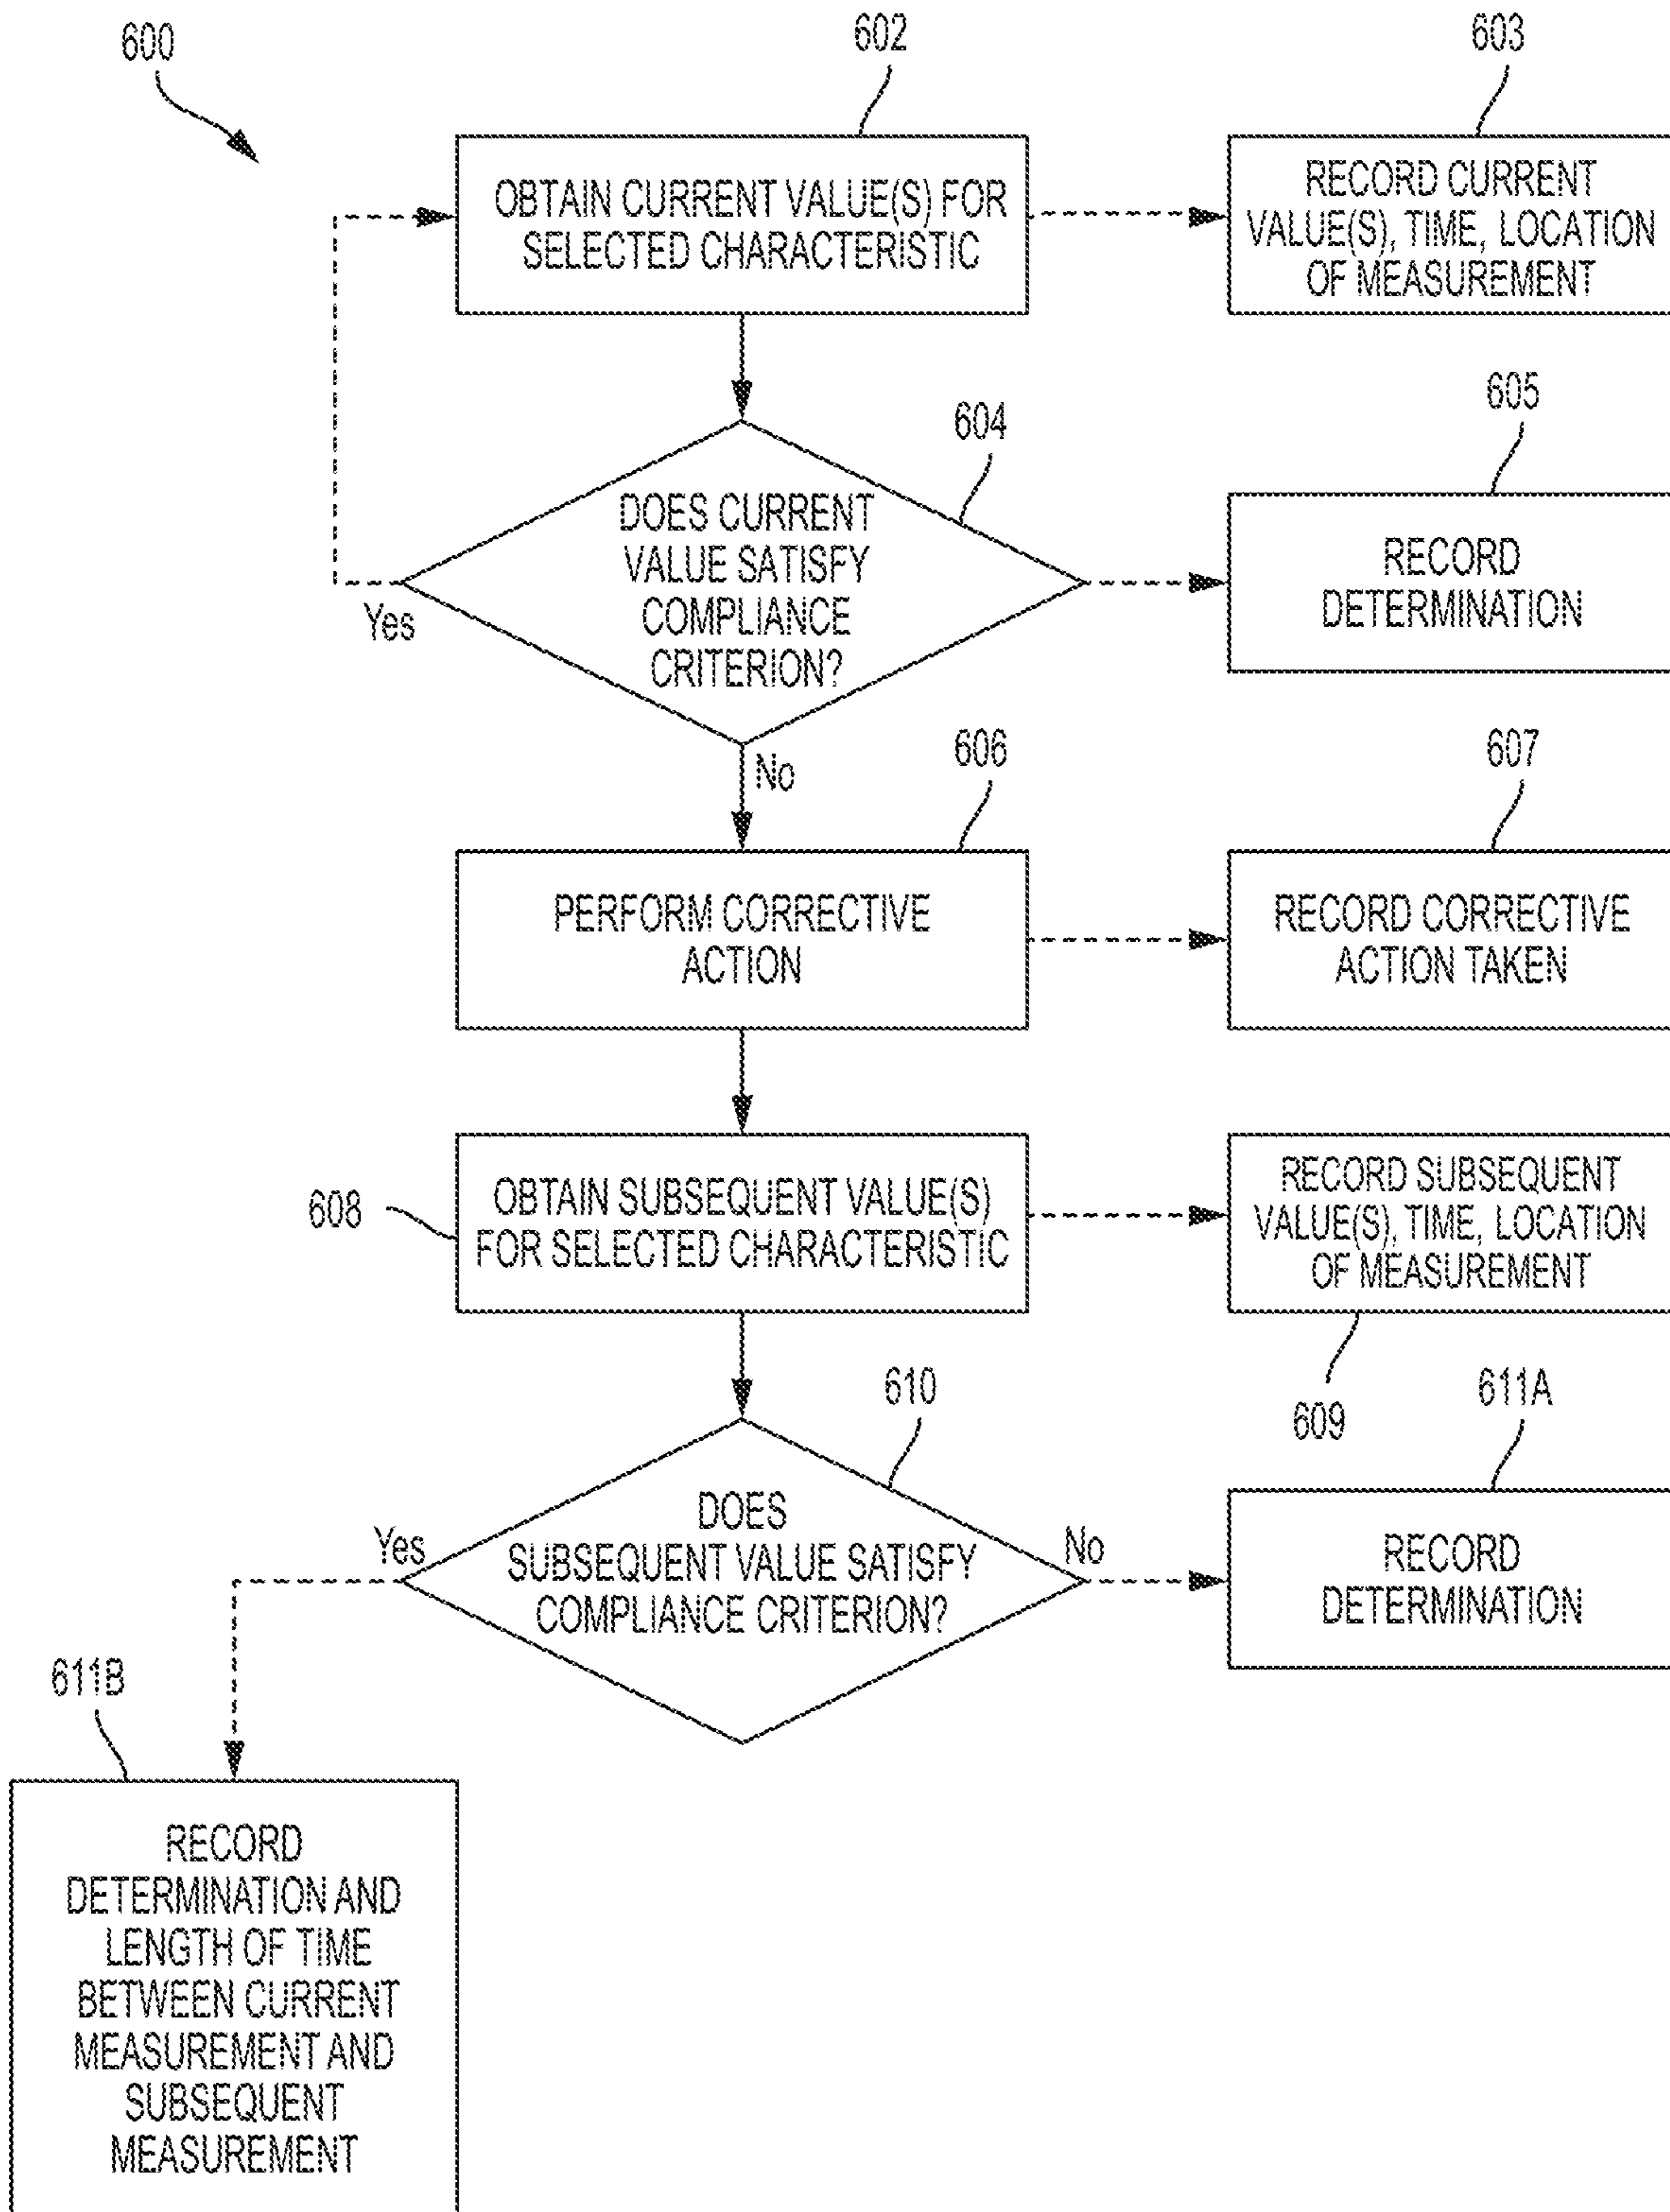 600
602
603
OBTAIN CURRENT VALUE(S) FOR
SELECTED CHARACTERISTIC
RECORD CURRENT
VALUE(S), TIME, LOCATION
OF MEASUREMENT
604
605
DOES CURRENT
VALUE SATISFY
COMPLIANCE
CRITERION?
Yes
No
RECORD
DETERMINATION
606
607
PERFORM CORRECTIVE
ACTION
RECORD CORRECTIVE
ACTION TAKEN
608
OBTAIN SUBSEQUENT VALUE(S)
FOR SELECTED CHARACTERISTIC
RECORD SUBSEQUENT
VALUE(S), TIME, LOCATION
OF MEASUREMENT
609
610
611A
Yes
DOES
SUBSEQUENT VALUE SATISFY
COMPLIANCE CRITERION?
No
RECORD
DETERMINATION
611B
RECORD
DETERMINATION AND
LENGTH OF TIME
BETWEEN CURRENT
MEASUREMENT AND
SUBSEQUENT
MEASUREMENT